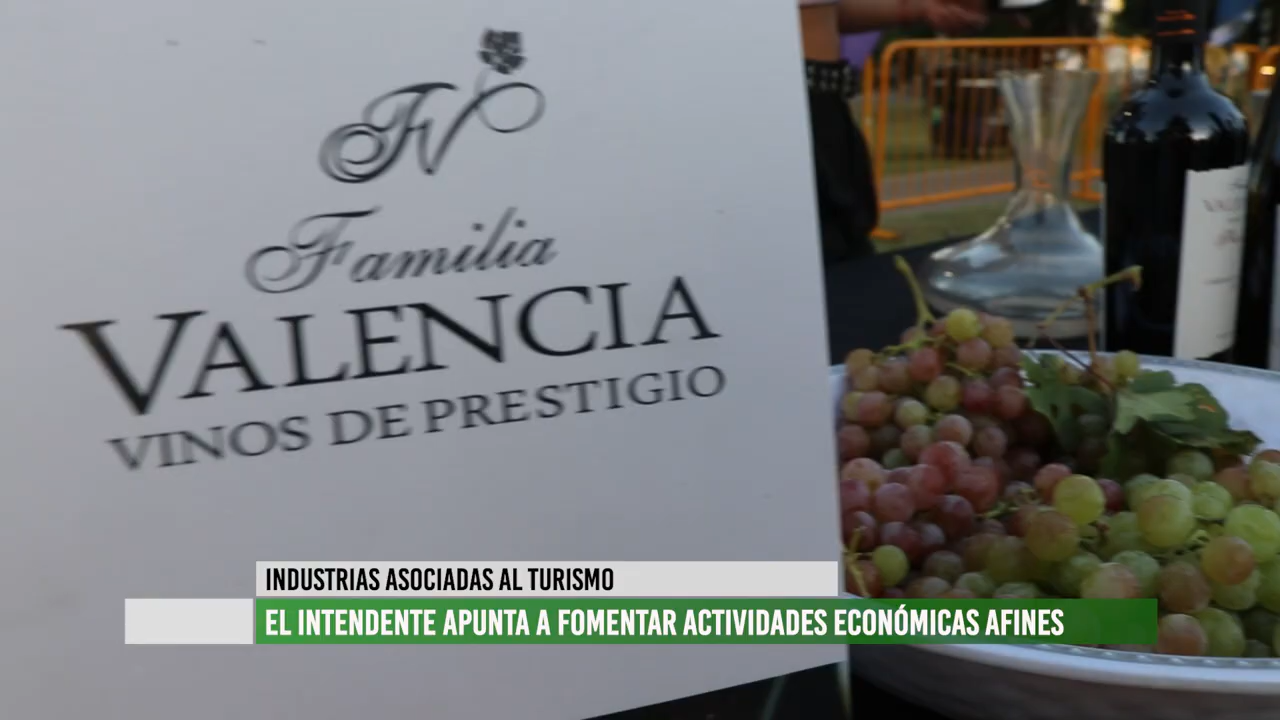 FV
Familia
VALENCIA
VINOS DE PRESTIGIO
INDUSTRIAS ASOCIADAS AL TURISMO
EL INTENDENTE APUNTA A FOMENTAR ACTIVIDADES ECONÓMICAS AFINES